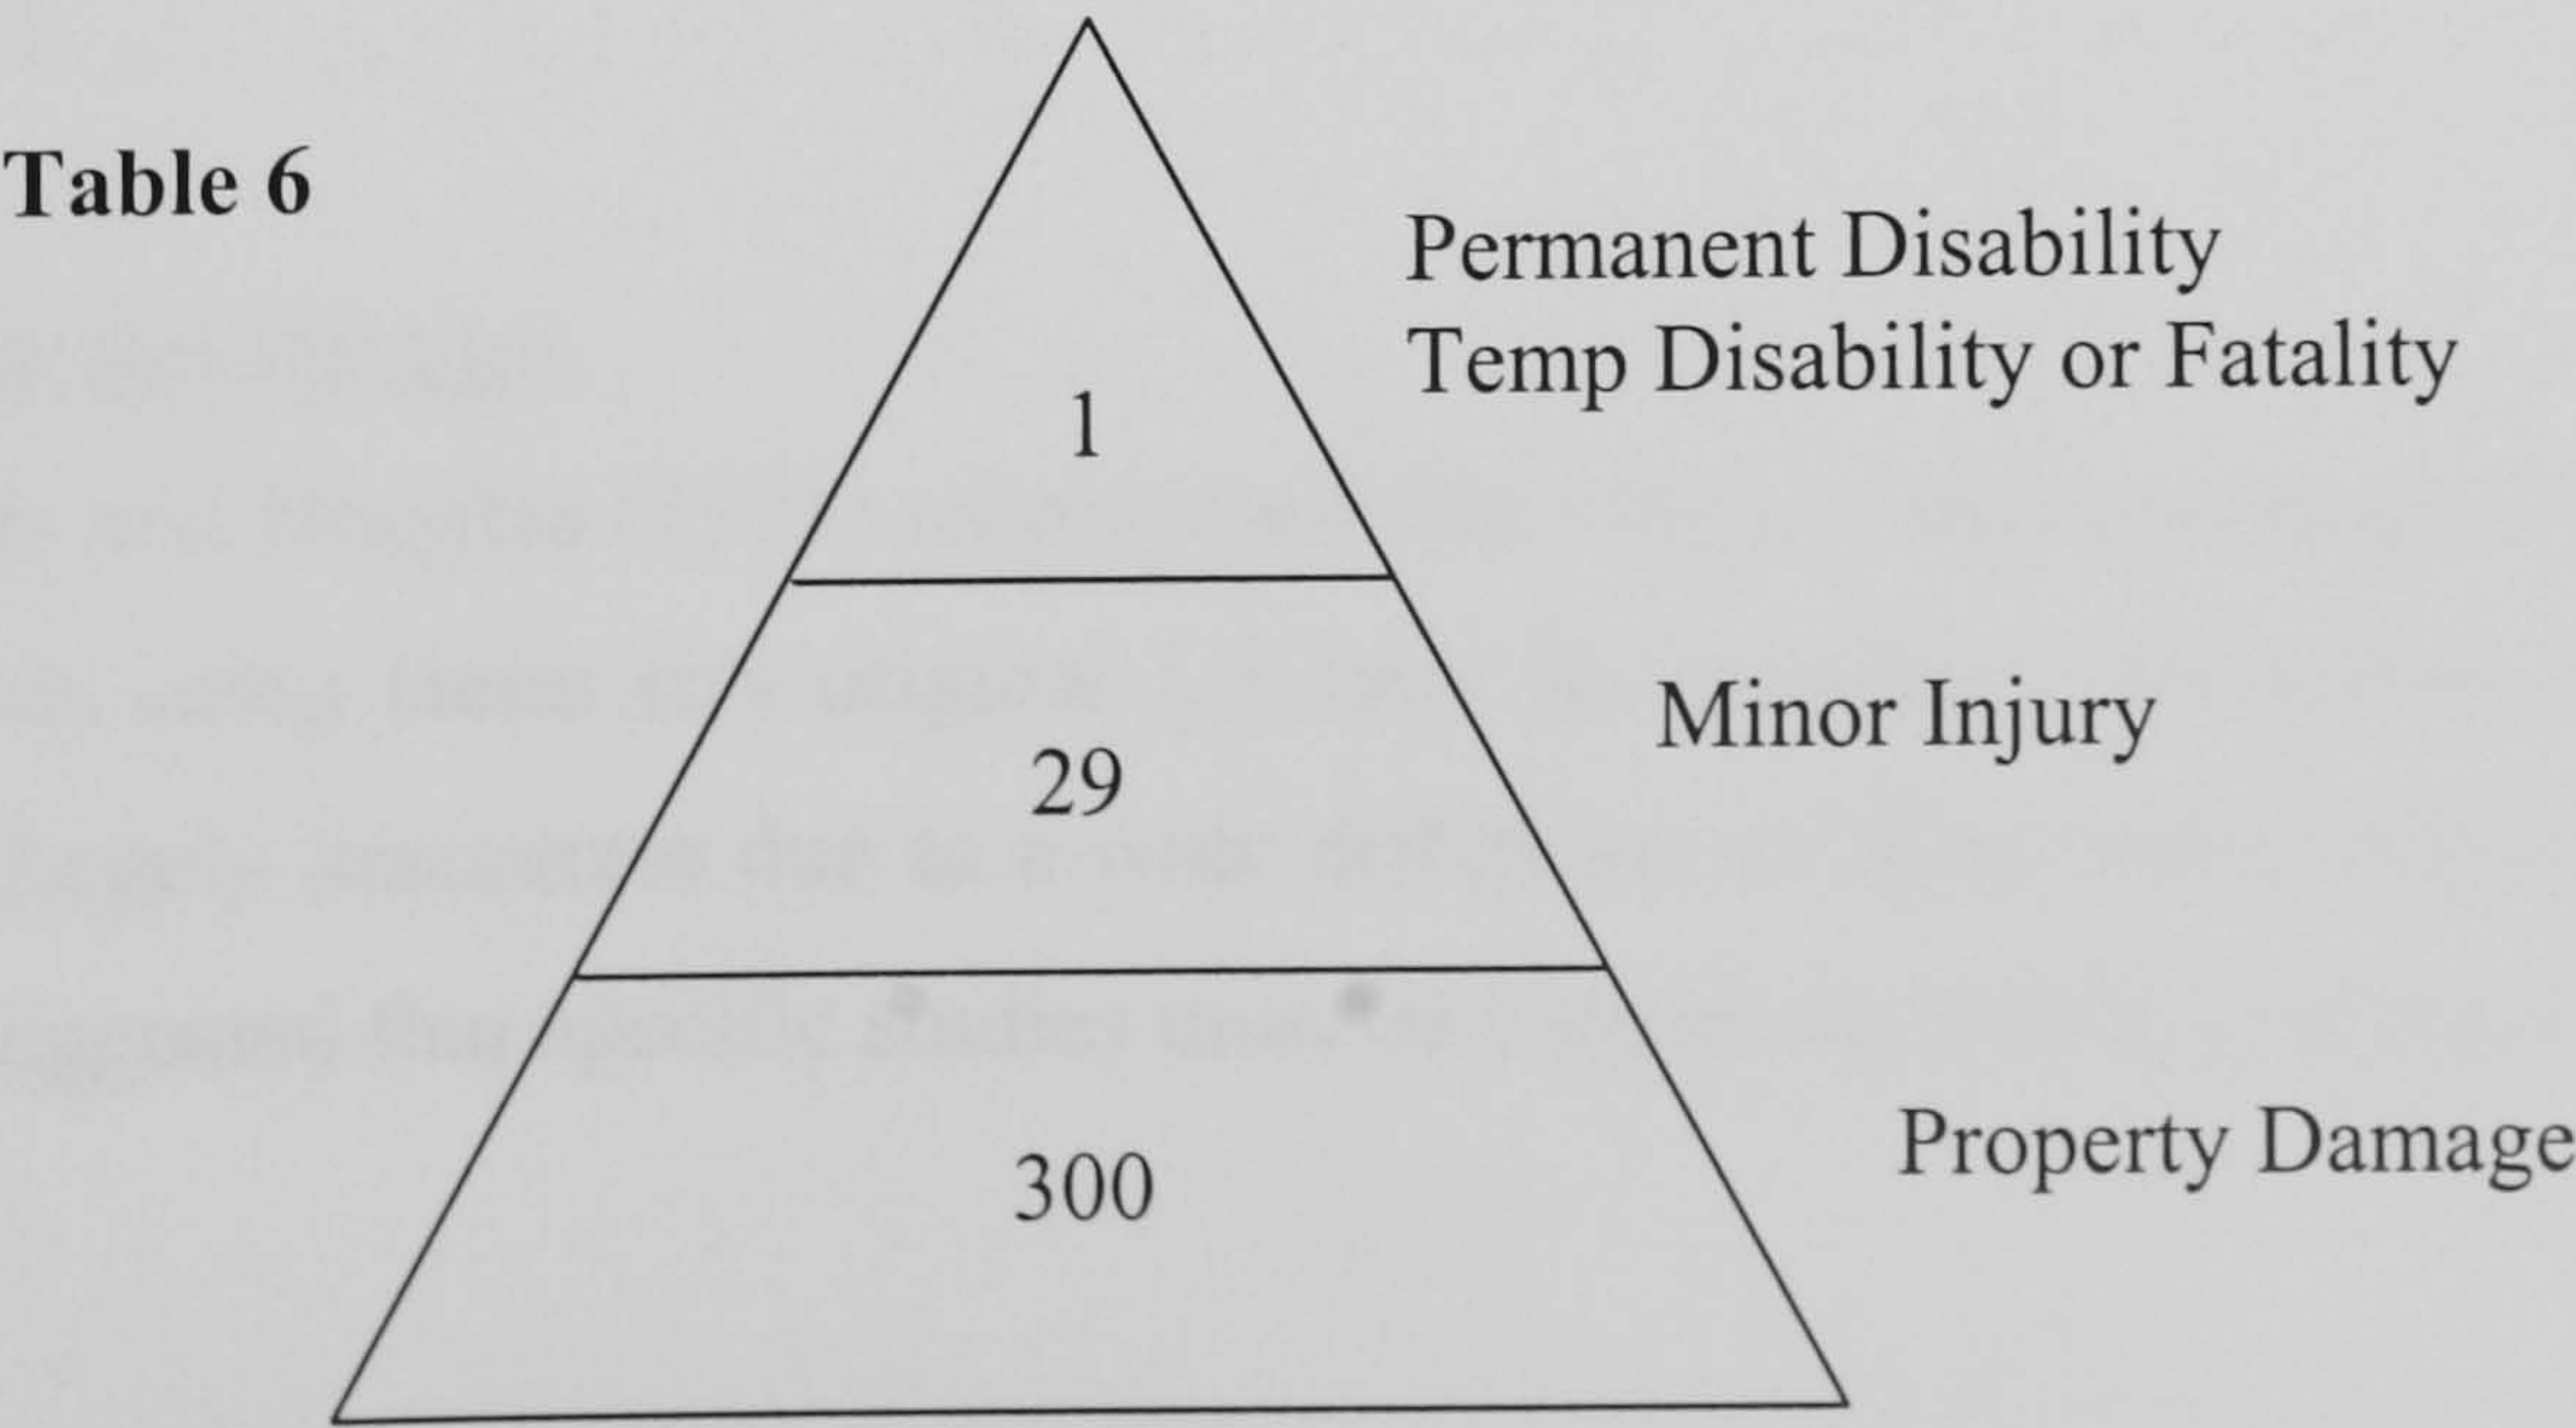 Table 6
Permanent Disability
Temp Disability or Fatality
1
Minor Injury
29
Property Damage
300